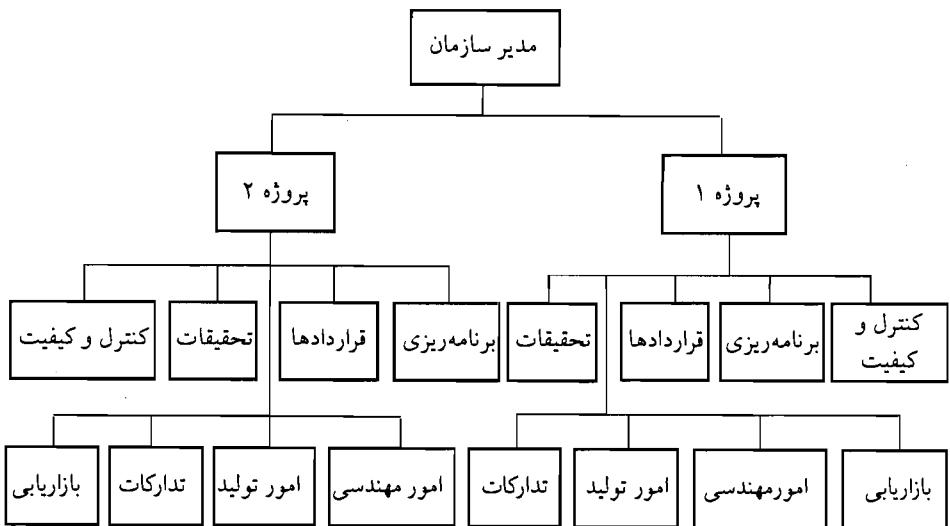 مدیر سازمان
پروژه ۱
پروژه ۲
کنترل و
کیفیت
برنامه‌ریزی
قراردادها
تحقیقات
برنامه‌ریزی
قراردادها
تحقیقات
کنترل و کیفیت
بازاریابی
امورمهندسی
امور تولید
تدارکات
امور مهندسی
امور تولید
تدارکات
بازاریابی